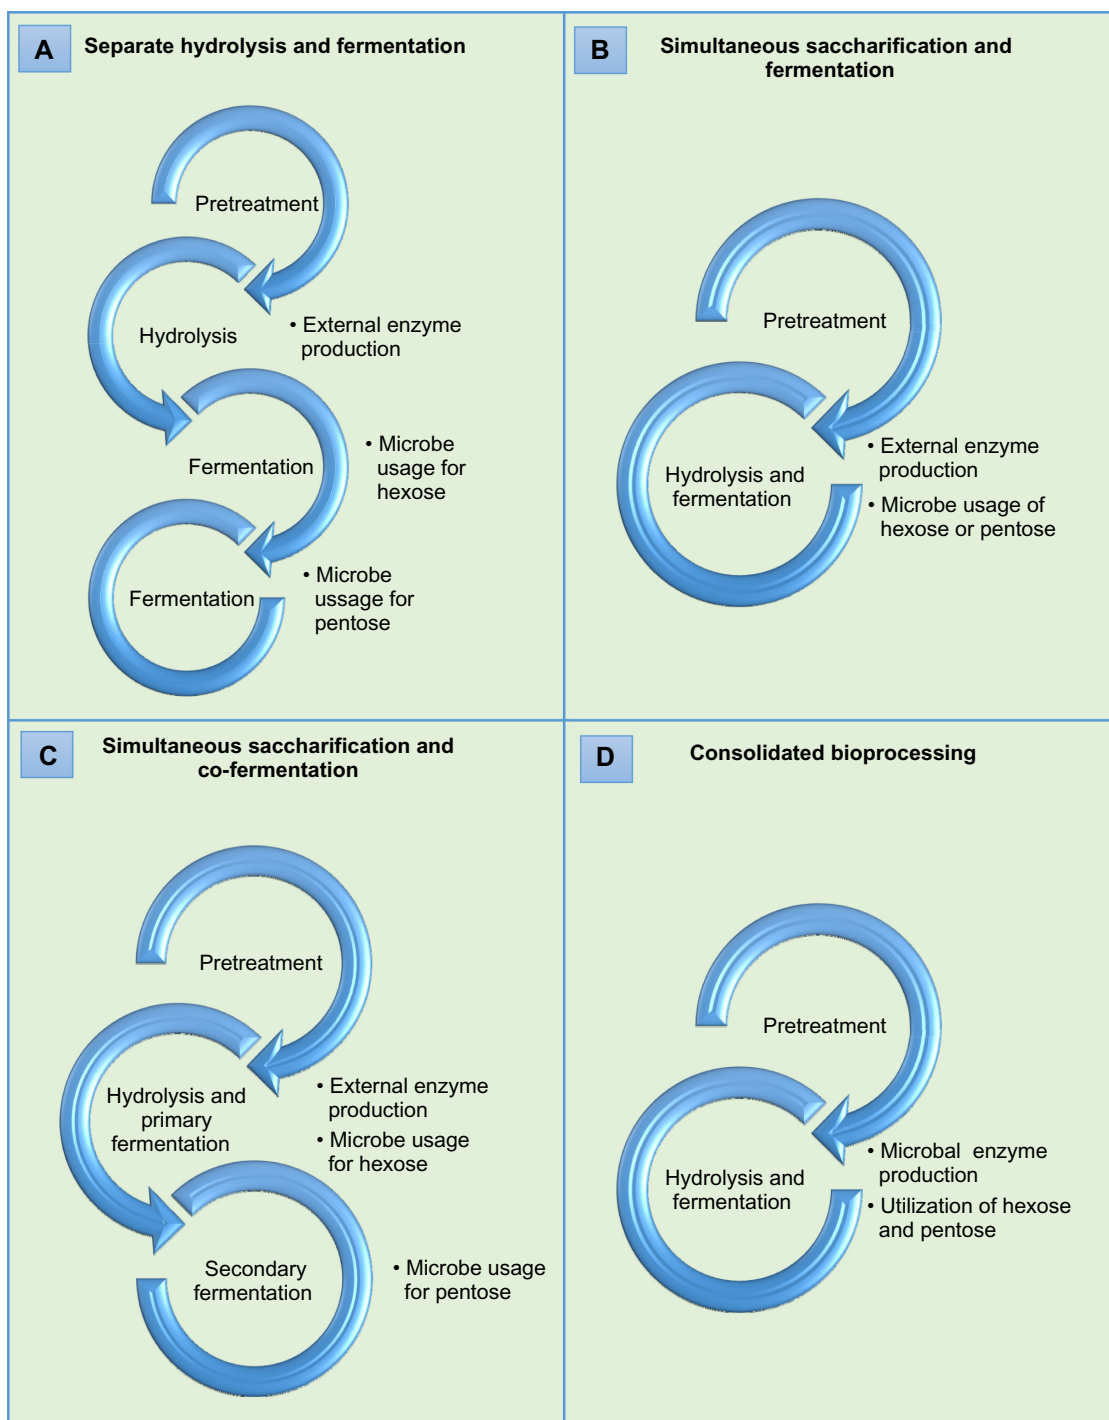 A
Separate hydrolysis and fermentation
Pretreatment
Hydrolysis
• External enzyme
production
Fermentation
• Microbe
usage for
hexose
Fermentation
• Microbe
ussage for
pentose
B
Simultaneous saccharification and
fermentation
Pretreatment
Hydrolysis and
fermentation
• External enzyme
production
• Microbe usage of
hexose or pentose
C
Simultaneous saccharification and
co-fermentation
Pretreatment
Hydrolysis and
primary
fermentation
• External enzyme
production
• Microbe usage
for hexose
Secondary
fermentation
• Microbe usage
for pentose
D
Consolidated bioprocessing
Pretreatment
Hydrolysis and
fermentation
• Microbal enzyme
production
• Utilization of hexose
and pentose